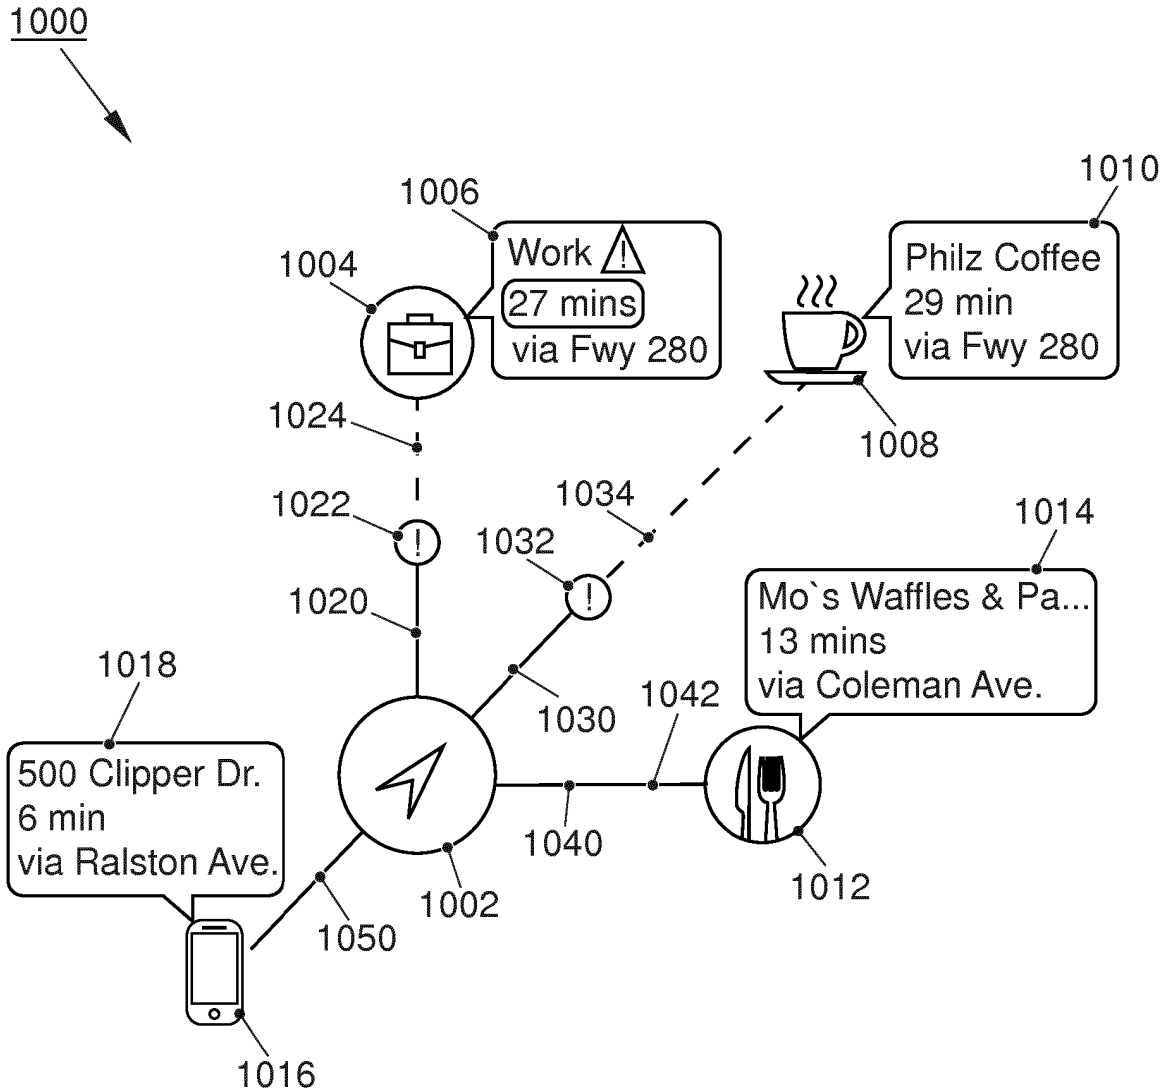 1000
1010
1006
Work !
27 mins
via Fwy 280
Philz Coffee
29 min
via Fwy 280
1004
1024
1008
1022
!
1034
1032
!
1014
Mo`s Waffles & Pa...
13 mins
via Coleman Ave.
1020
1018
1030
1042
500 Clipper Dr.
6 min
via Ralston Ave.
1040
1012
1002
1050
1016